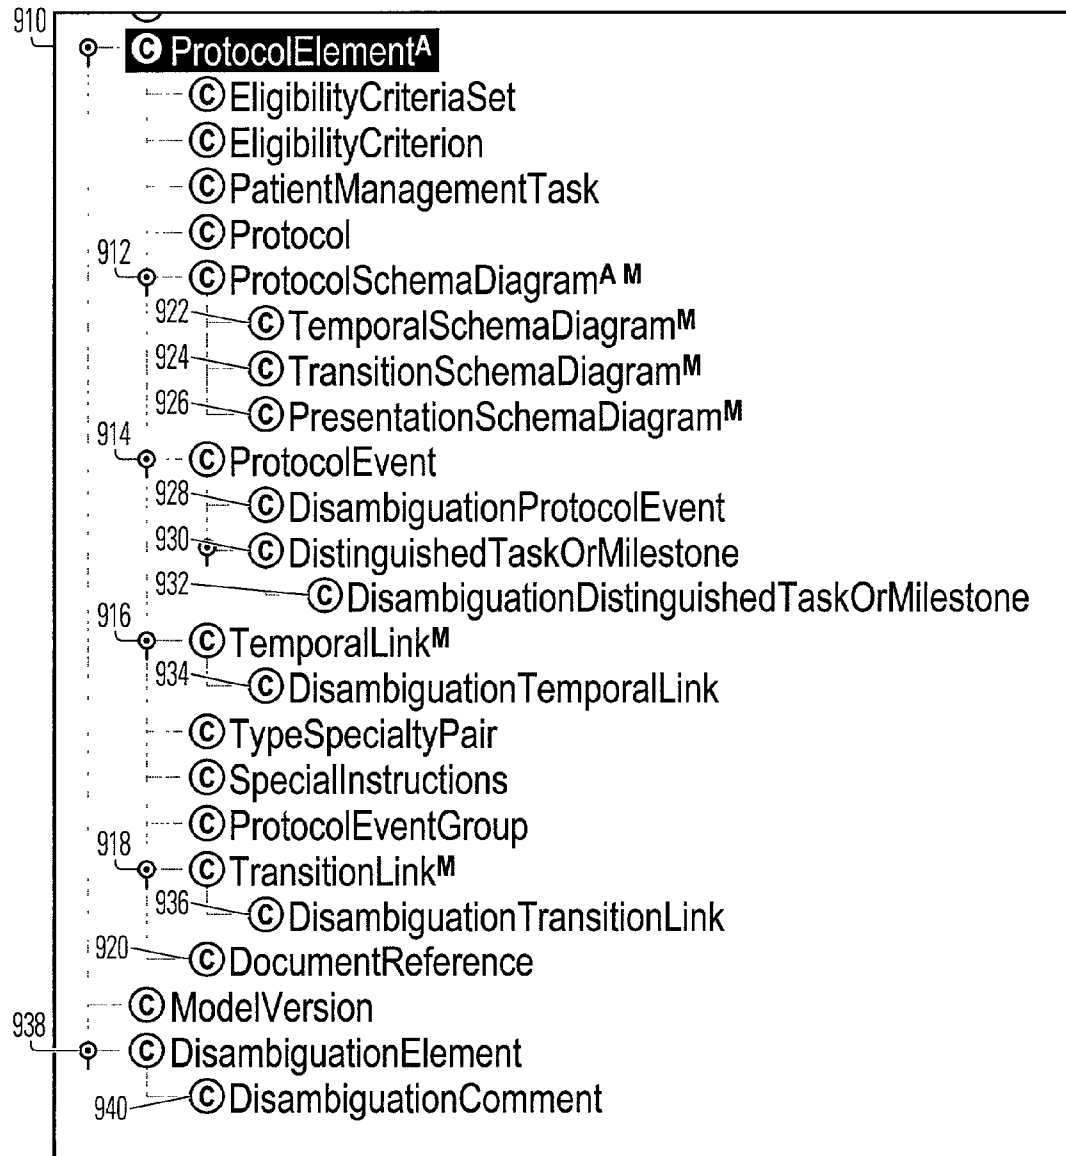 910
Ⓒ ProtocolElementᴬ
Ⓒ EligibilityCriteriaSet
Ⓒ EligibilityCriterion
Ⓒ PatientManagementTask
Ⓒ Protocol
912 Ⓒ ProtocolSchemaDiagramᴬ ᴹ
922 Ⓒ TemporalSchemaDiagramᴹ
924 Ⓒ TransitionSchemaDiagramᴹ
926 Ⓒ PresentationSchemaDiagramᴹ
914 Ⓒ ProtocolEvent
928 Ⓒ DisambiguationProtocolEvent
930 Ⓒ DistinguishedTaskOrMilestone
932 Ⓒ DisambiguationDistinguishedTaskOrMilestone
916 Ⓒ TemporalLinkᴹ
934 Ⓒ DisambiguationTemporalLink
Ⓒ TypeSpecialtyPair
Ⓒ SpecialInstructions
Ⓒ ProtocolEventGroup
918 Ⓒ TransitionLinkᴹ
936 Ⓒ DisambiguationTransitionLink
920 Ⓒ DocumentReference
Ⓒ ModelVersion
938 Ⓒ DisambiguationElement
940 Ⓒ DisambiguationComment